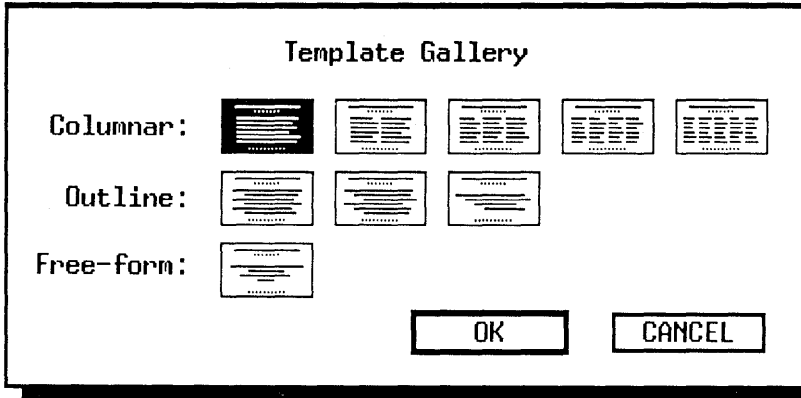 Template Gallery
Columnar:
Outline:
Free-form:
OK CANCEL